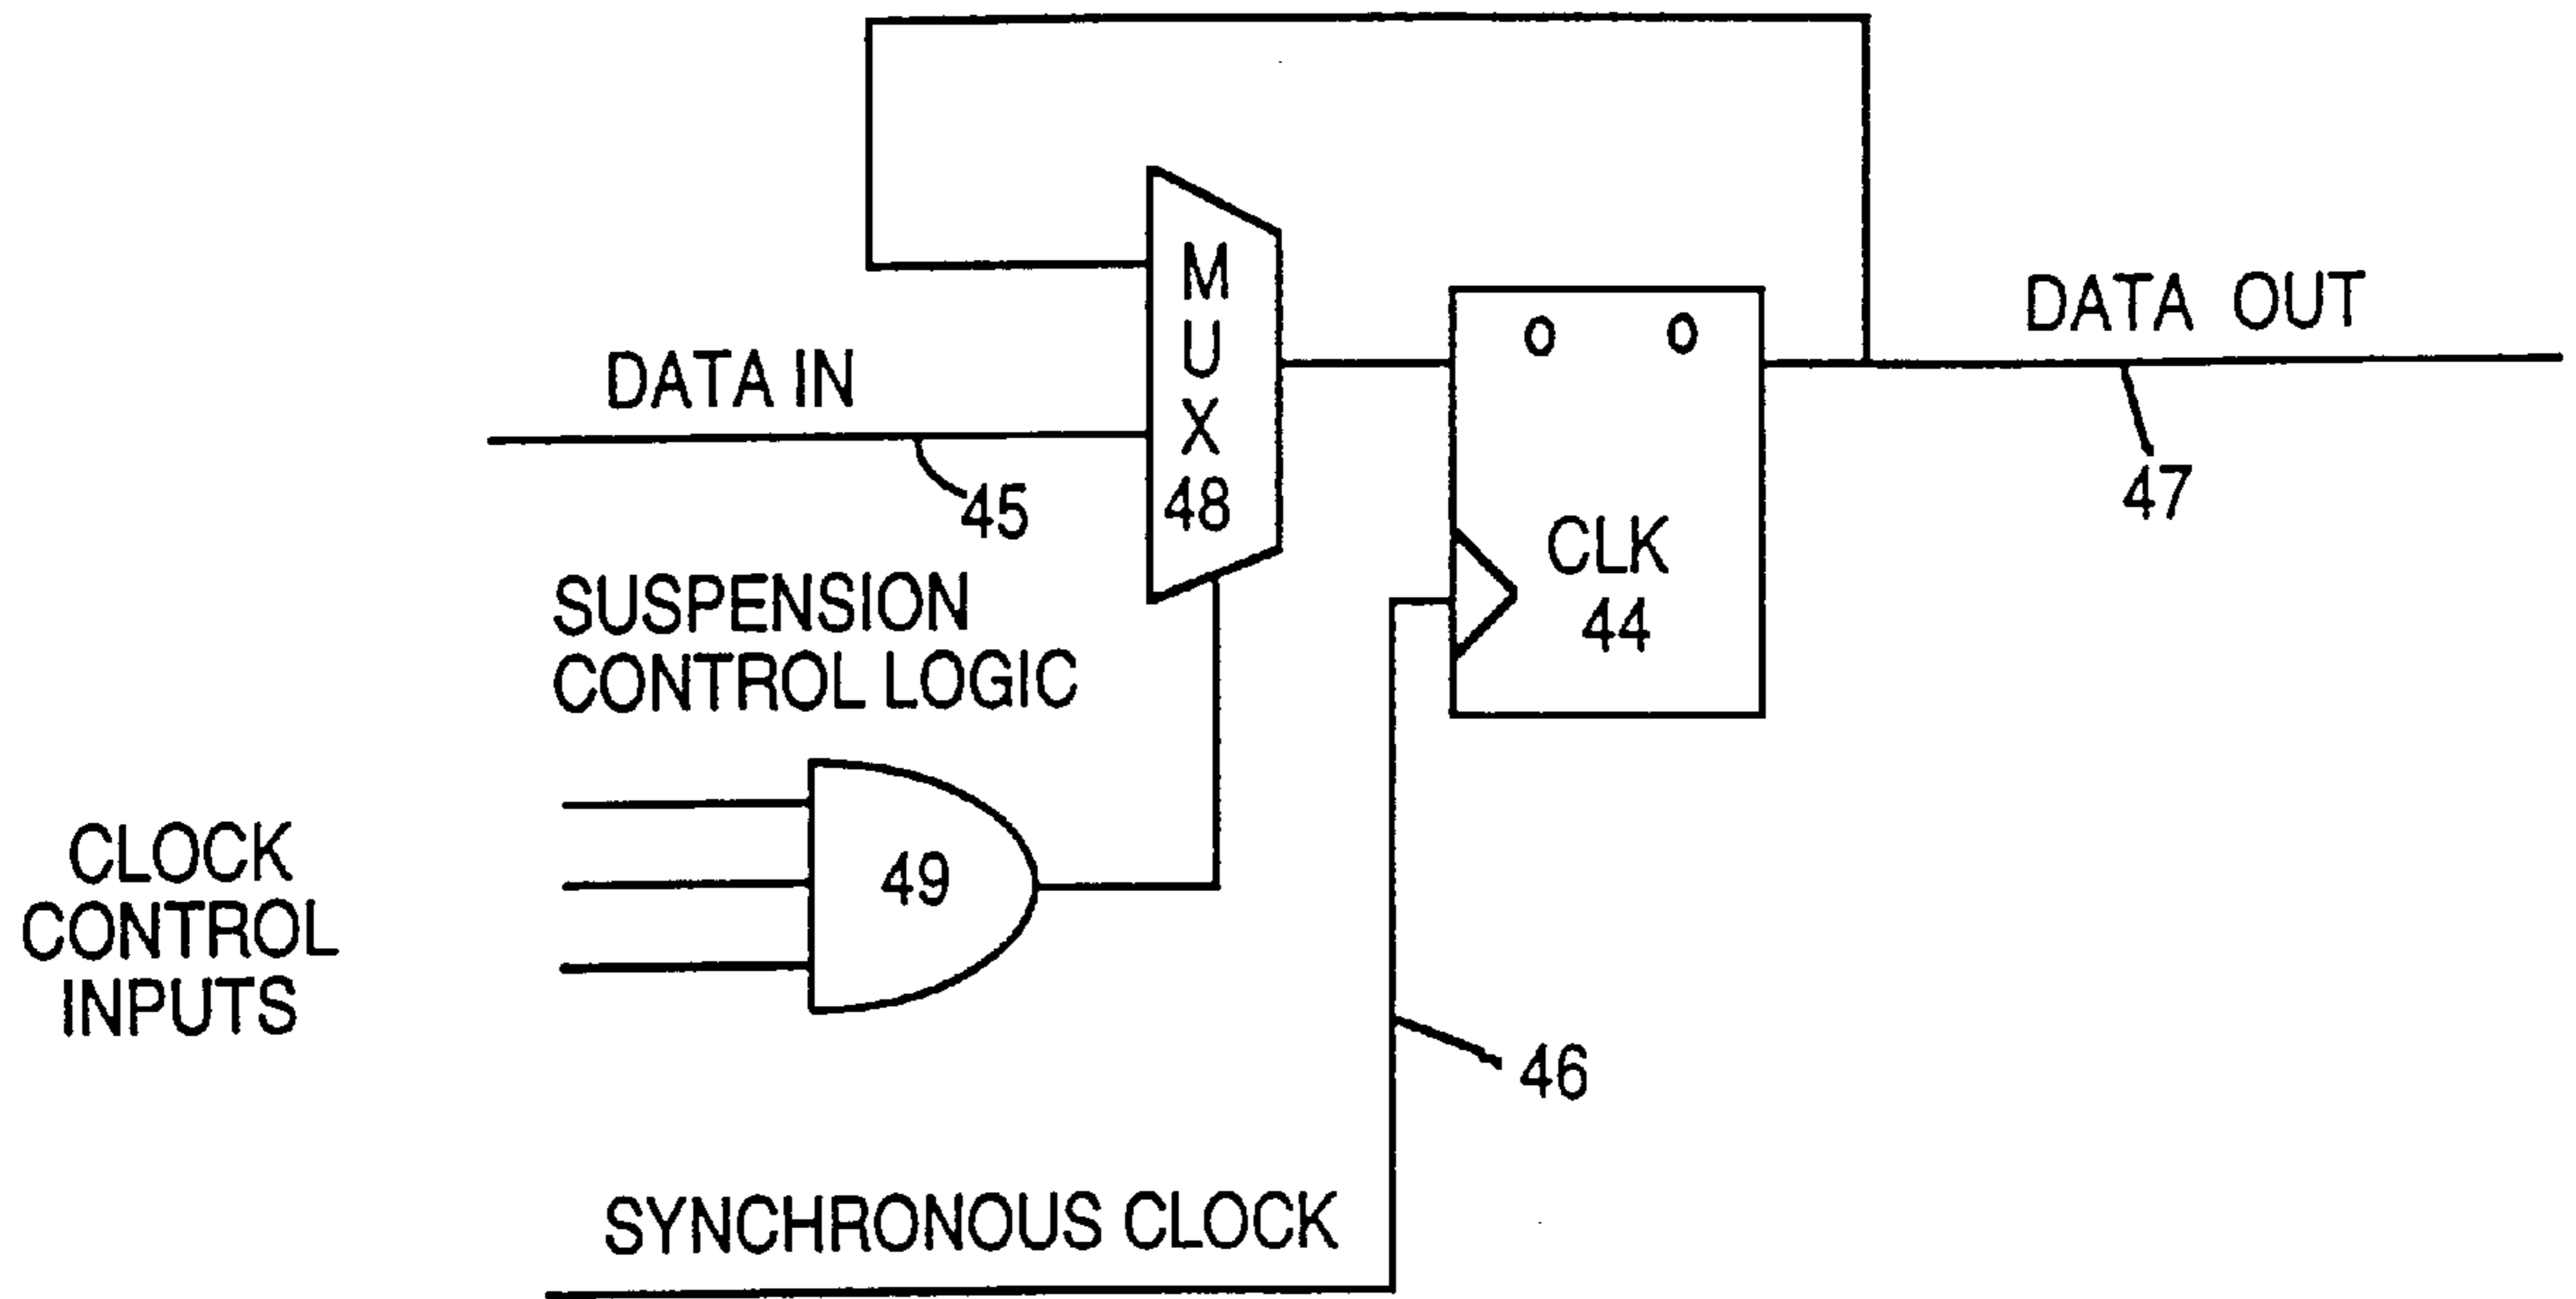 DATA IN
45
MUX
48
O O
CLK
44
DATA OUT
47
SUSPENSION
CONTROL LOGIC
CLOCK
CONTROL
INPUTS
49
46
SYNCHRONOUS CLOCK